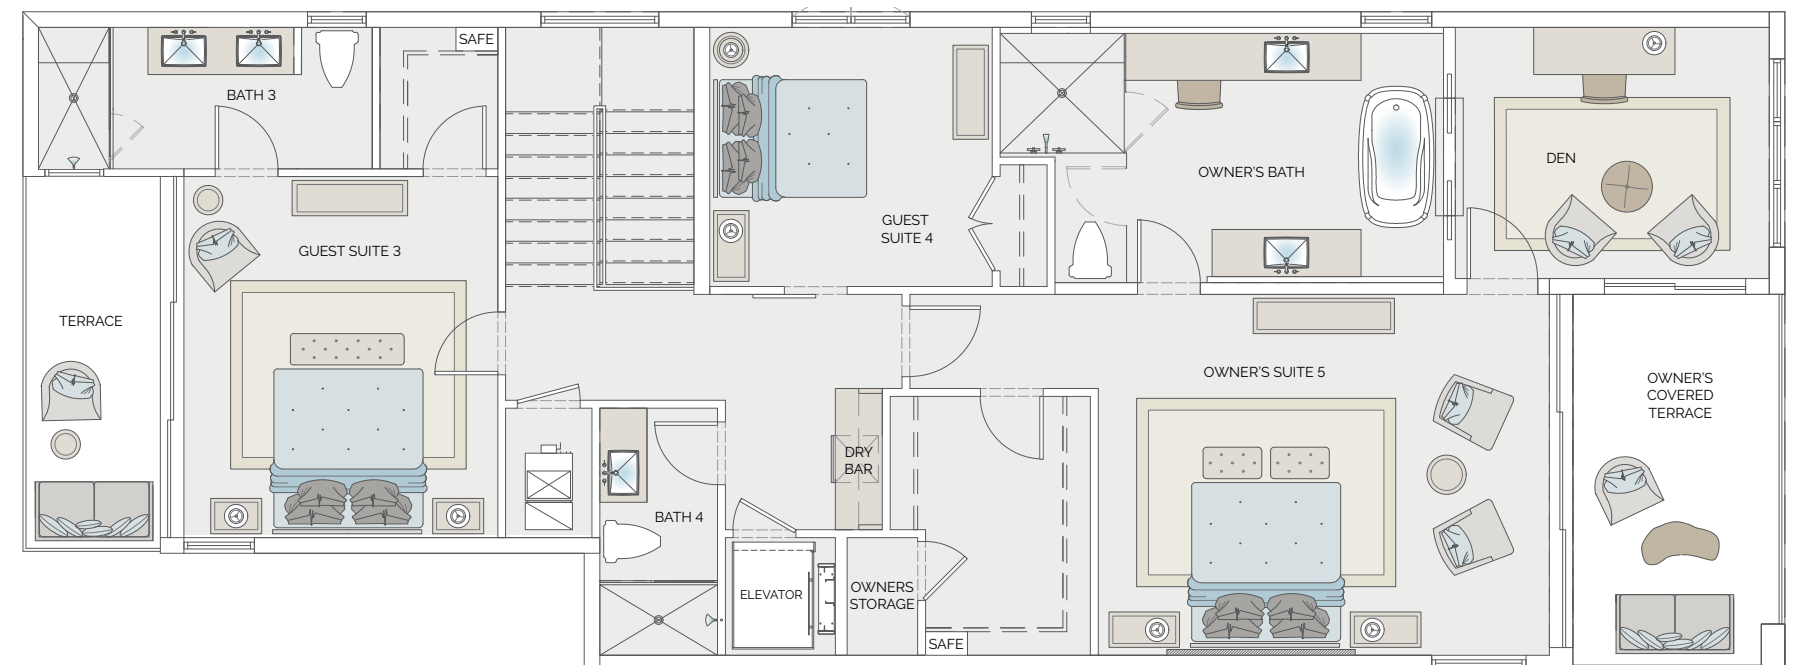 SAFE
BATH 3
DEN
OWNER'S BATH
GUEST
SUITE 4
GUEST SUITE 3
TERRACE
OWNER'S SUITE 5
OWNER'S
COVERED
TERRACE
DRY
BAR
BATH 4
ELEVATOR
OWNERS
STORAGE
SAFE